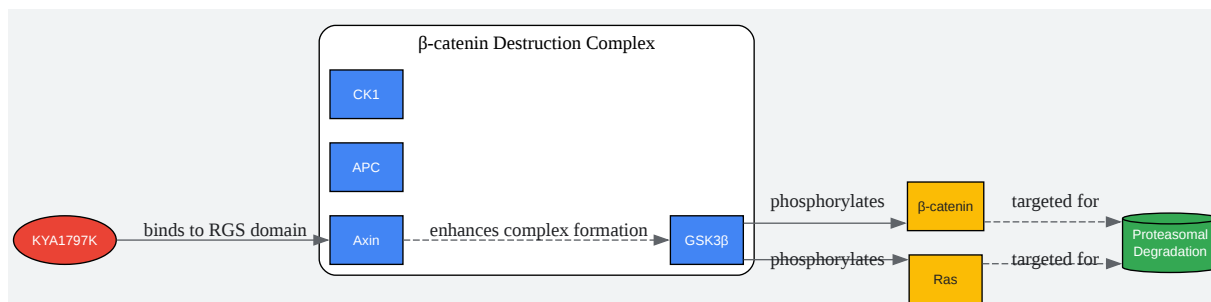 β-catenin Destruction Complex
CK1
APC
KYA1797K
binds to RGS domain
Axin
enhances complex formation
GSK3β
phosphorylates
β-catenin
targeted for
phosphorylates
Ras
targeted for
Proteasomal
Degradation